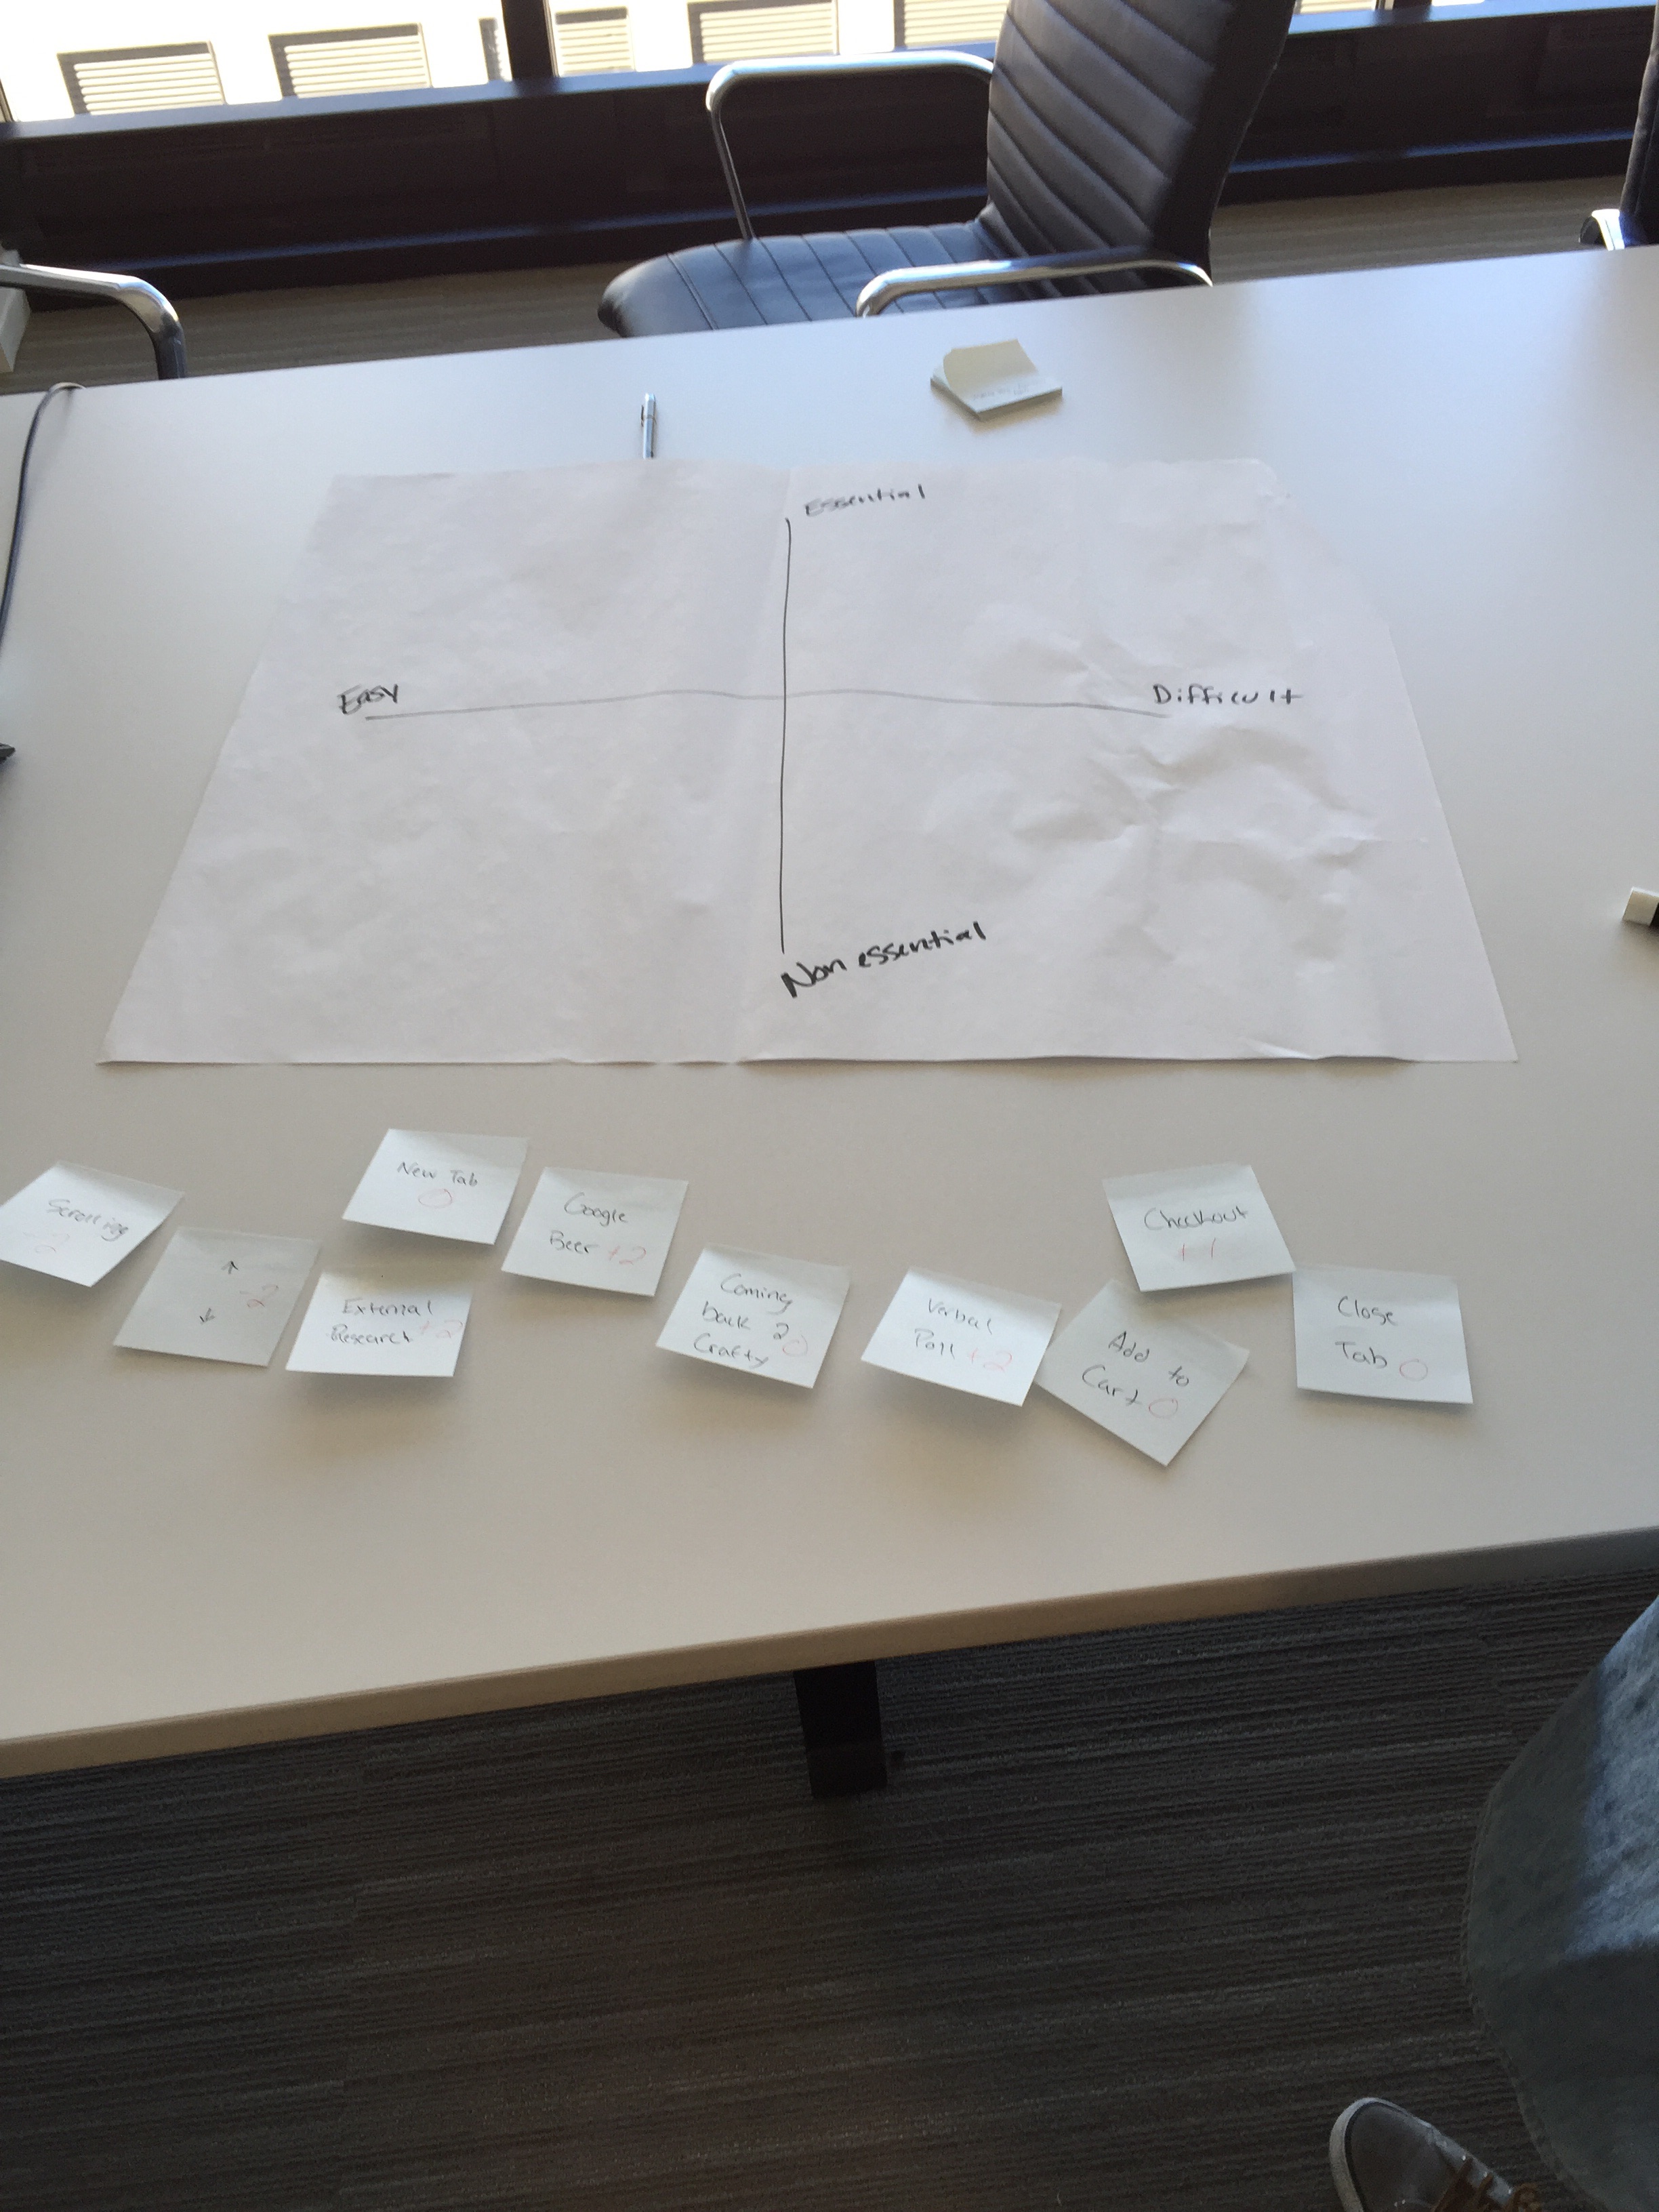 Essential
Easy
Difficult
Non essential
Scrolling
-2
↑
↓ -2
New Tab
0
External
Research +2
Google
Beer +2
Coming
back 2
Crafty 0
Verbal
Poll +2
Checkout
+1
Add to
Cart 0
Close
Tab 0